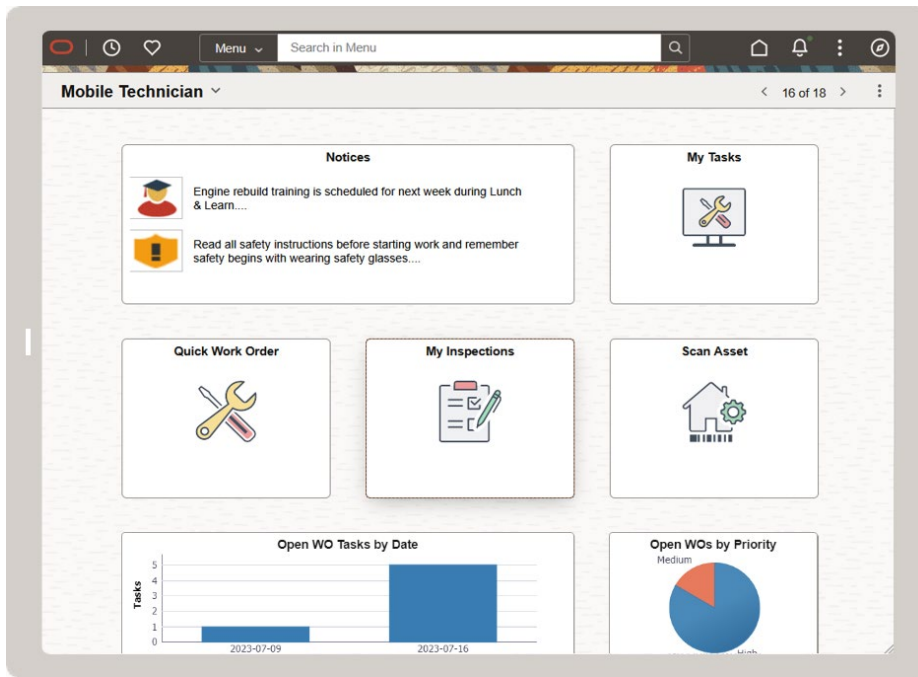 Menu
Search in Menu
Mobile Technician
16 of 18
Notices
Engine rebuild training is scheduled for next week during Lunch
& Learn....
Read all safety instructions before starting work and remember
safety begins with wearing safety glasses....
My Tasks
Quick Work Order
My Inspections
Scan Asset
Open WO Tasks by Date
Tasks
5
4
3
2
1
0
2023-07-09
2023-07-16
Open WOs by Priority
Medium
High